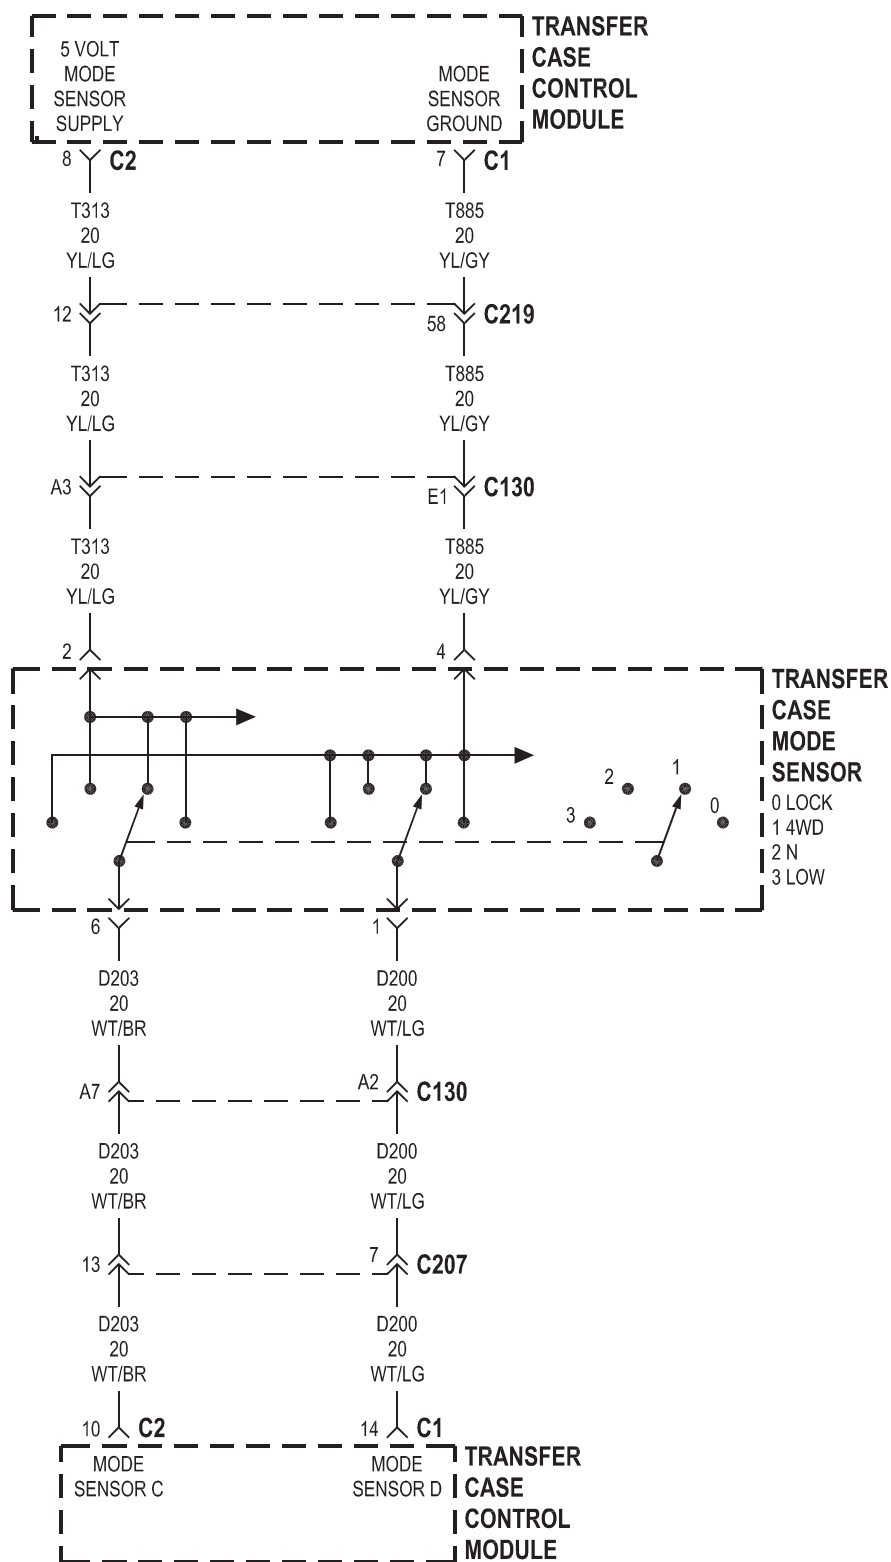 TRANSFER
CASE
CONTROL
MODULE
5 VOLT
MODE
SENSOR
SUPPLY
MODE
SENSOR
GROUND
8 C2
7 C1
T313
20
YL/LG
T885
20
YL/GY
12
58
C219
T313
20
YL/LG
T885
20
YL/GY
A3
E1
C130
T313
20
YL/LG
T885
20
YL/GY
2
4
TRANSFER
CASE
MODE
SENSOR
0 LOCK
1 4WD
2 N
3 LOW
3
2
1
0
6
1
D203
20
WT/BR
D200
20
WT/LG
A7
A2
C130
D203
20
WT/BR
D200
20
WT/LG
13
7
C207
D203
20
WT/BR
D200
20
WT/LG
10 C2
14 C1
MODE
SENSOR C
MODE
SENSOR D
TRANSFER
CASE
CONTROL
MODULE